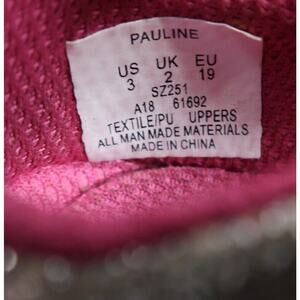 PAULINE
US UK EU
3 2 19
SZ251
A18 61692
TEXTILE/PU UPPERS
ALL MAN MADE MATERIALS
MADE IN CHINA